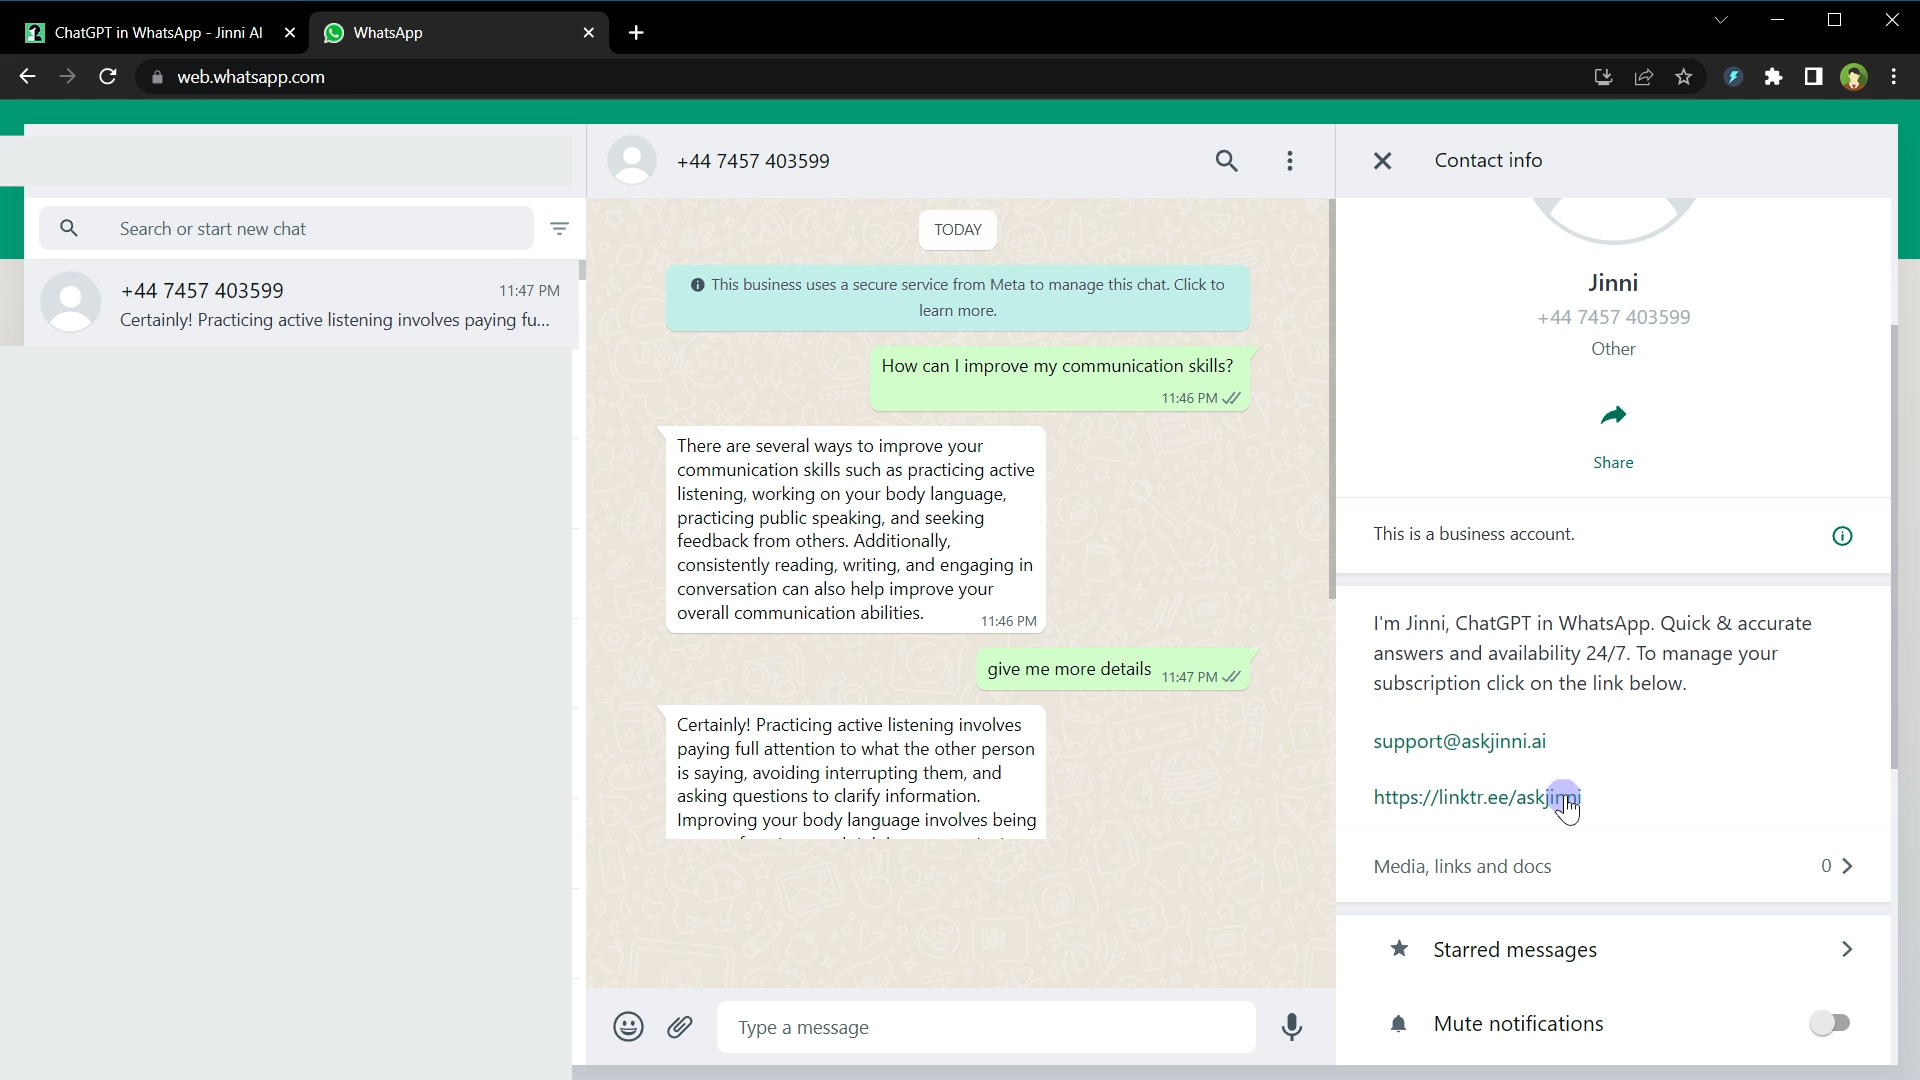 ChatGPT in WhatsApp - Jinni AI
WhatsApp
web.whatsapp.com
Search or start new chat
+44 7457 403599
11:47 PM
Certainly! Practicing active listening involves paying fu...
+44 7457 403599
TODAY
This business uses a secure service from Meta to manage this chat. Click to
learn more.
How can I improve my communication skills?
11:46 PM
There are several ways to improve your
communication skills such as practicing active
listening, working on your body language,
practicing public speaking, and seeking
feedback from others. Additionally,
consistently reading, writing, and engaging in
conversation can also help improve your
overall communication abilities.
11:46 PM
give me more details
11:47 PM
Certainly! Practicing active listening involves
paying full attention to what the other person
is saying, avoiding interrupting them, and
asking questions to clarify information.
Improving your body language involves being
Type a message
Contact info
Jinni
+44 7457 403599
Other
Share
This is a business account.
I'm Jinni, ChatGPT in WhatsApp. Quick & accurate
answers and availability 24/7. To manage your
subscription click on the link below.
support@askjinni.ai
https://linktr.ee/askjinni
Media, links and docs
0
Starred messages
Mute notifications